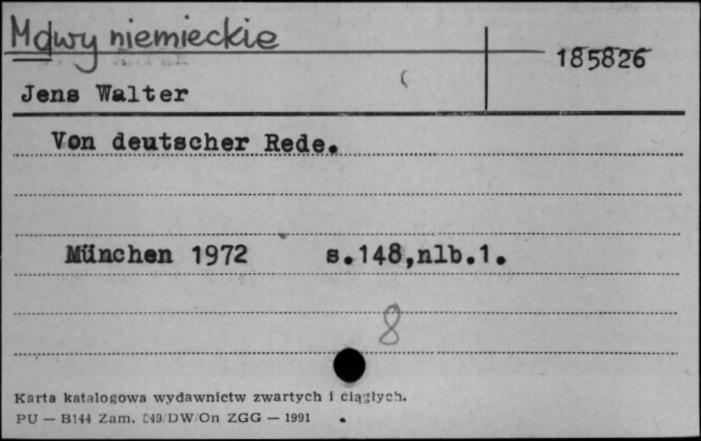 Mowy niemieckie
185826
Jens Walter
Von deutscher Rede.
München 1972 s.148,nlb.1.
8
Karta katalogowa wydawnictw zwartych i ciągłych.
PU — B144 Zam. 849/DW/On ZGG — 1991